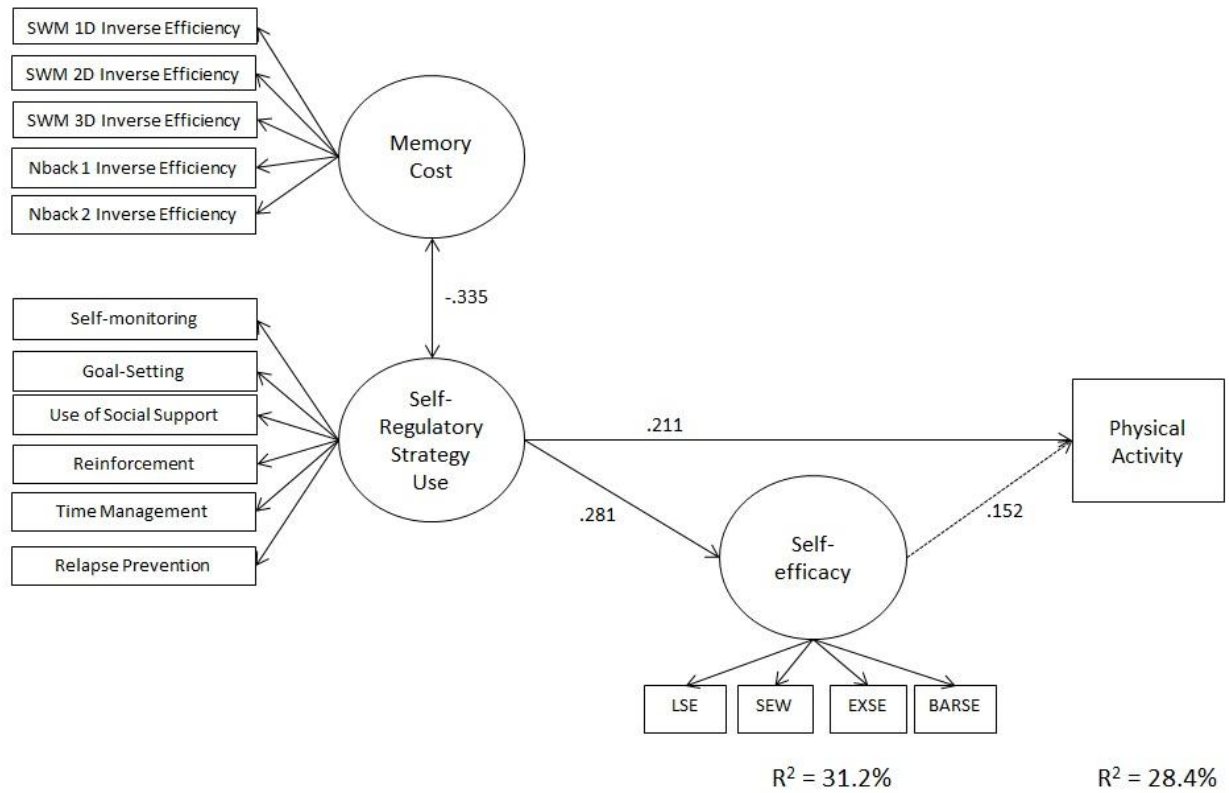 SWM 1D Inverse Efficiency
SWM 2D Inverse Efficiency
SWM 3D Inverse Efficiency
Nback 1 Inverse Efficiency
Nback 2 Inverse Efficiency
Memory
Cost
-.335
Self-monitoring
Goal-Setting
Use of Social Support
Reinforcement
Time Management
Relapse Prevention
Self-
Regulatory
Strategy
Use
.211
.281
Self-
efficacy
.152
Physical
Activity
LSE
SEW
EXSE
BARSE
R² = 31.2%
R² = 28.4%